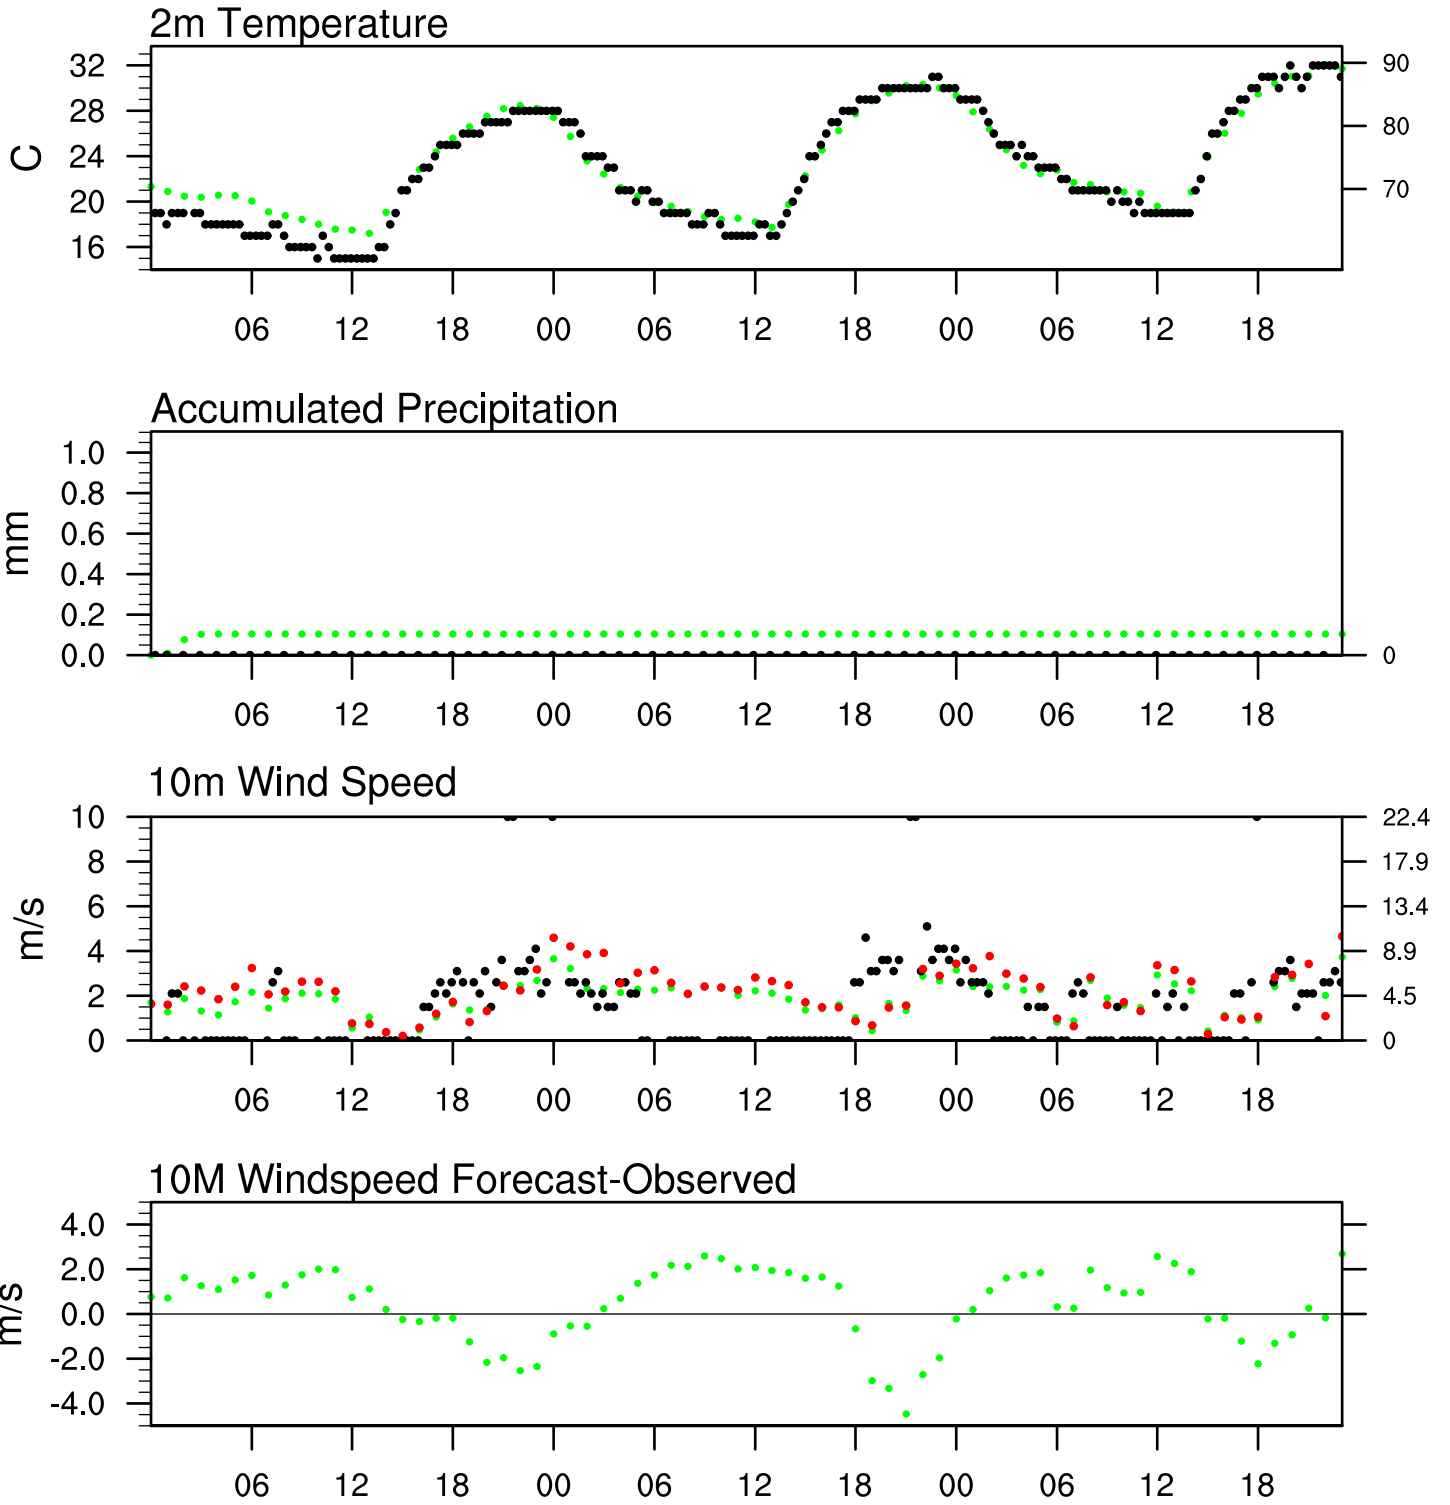 2m Temperature
C
32
28
24
20
16
90
80
70
06 12 18 00 06 12 18 00 06 12 18
Accumulated Precipitation
mm
1.0
0.8
0.6
0.4
0.2
0.0
0
06 12 18 00 06 12 18 00 06 12 18
10m Wind Speed
m/s
10
8
6
4
2
0
22.4
17.9
13.4
8.9
4.5
0
06 12 18 00 06 12 18 00 06 12 18
10M Windspeed Forecast-Observed
m/s
4.0
2.0
0.0
-2.0
-4.0
06 12 18 00 06 12 18 00 06 12 18